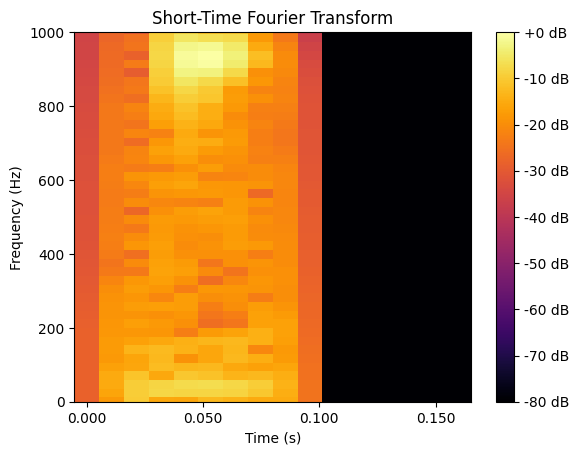 Short-Time Fourier Transform
Frequency (Hz)
1000
800
600
400
200
0
0.000
0.050
0.100
0.150
Time (s)
+0 dB
-10 dB
-20 dB
-30 dB
-40 dB
-50 dB
-60 dB
-70 dB
-80 dB